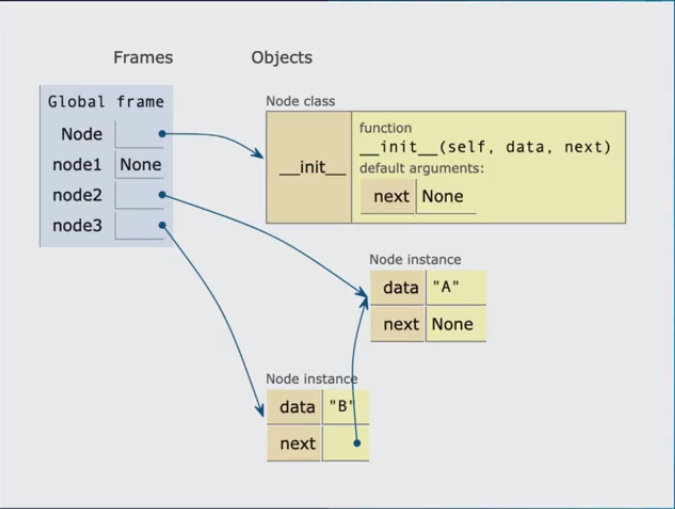 Frames Objects
Global frame
Node
node1 None
node2
node3
Node class
__init__
function
__init__(self, data, next)
default arguments:
next None
Node instance
data "A"
next None
Node instance
data "B"
next